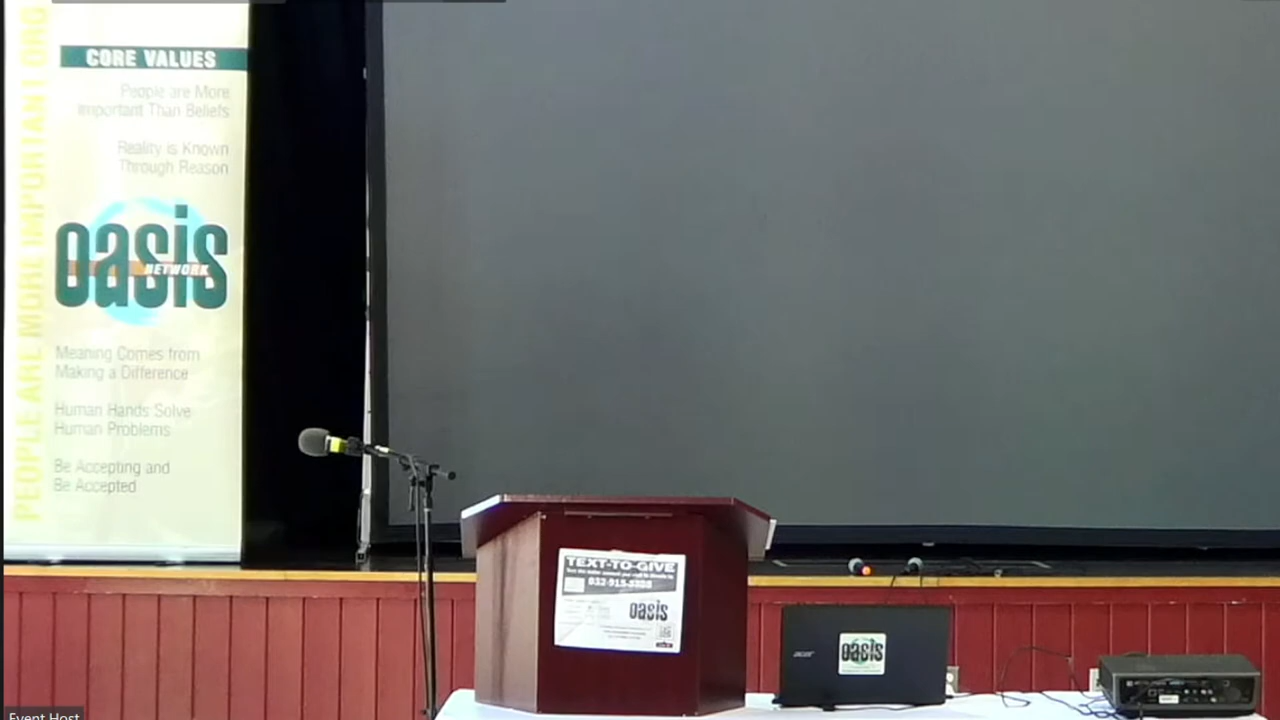 PEOPLE ARE MORE IMPORTANT.ORG
CORE VALUES
People are More
Important Than Beliefs
Reality is Known
Through Reason
oasis
NETWORK
Meaning Comes from
Making a Difference
Human Hands Solve
Human Problems
Be Accepting and
Be Accepted
TEXT-TO-GIVE
oasis
acer
oasis
Event Host